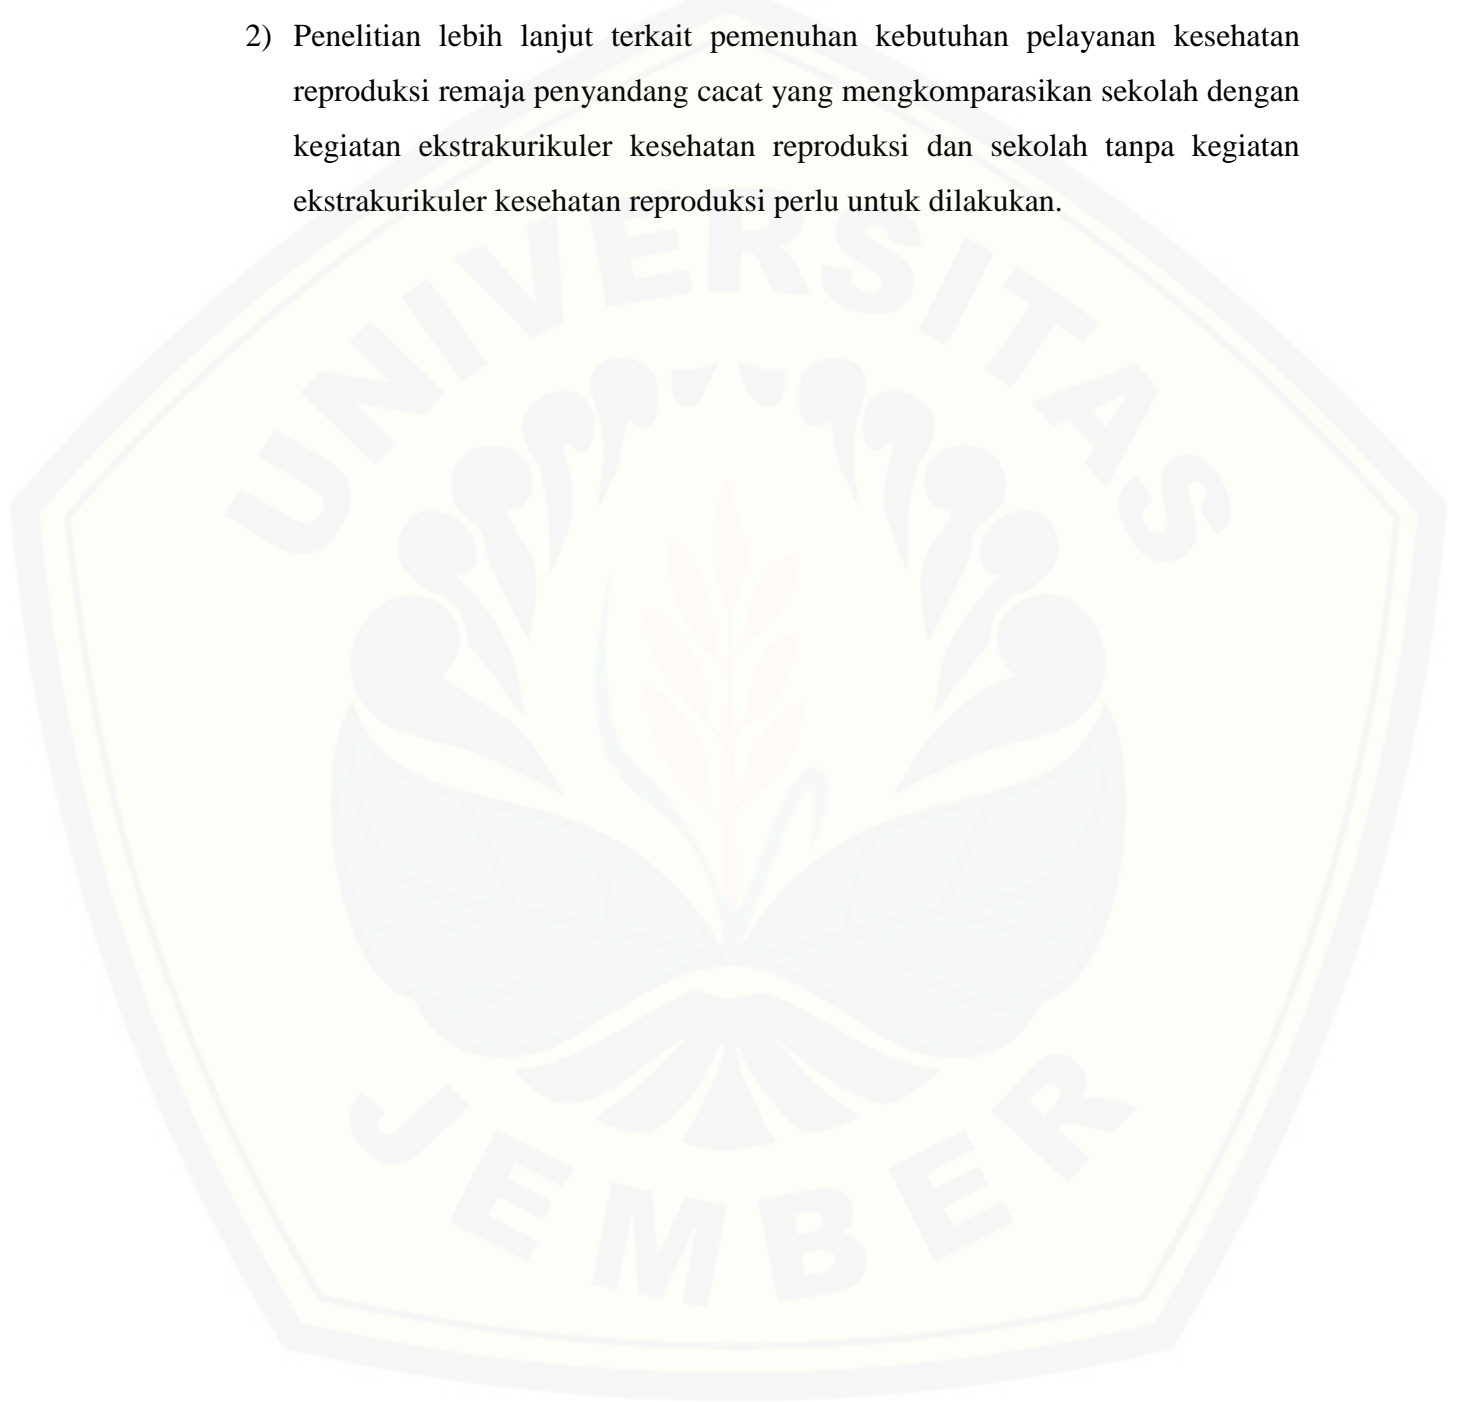 2) Penelitian lebih lanjut terkait pemenuhan kebutuhan pelayanan kesehatan
reproduksi remaja penyandang cacat yang mengkomparasikan sekolah dengan
kegiatan ekstrakurikuler kesehatan reproduksi dan sekolah tanpa kegiatan
ekstrakurikuler kesehatan reproduksi perlu untuk dilakukan.
UNIVERSITAS
JEMBER